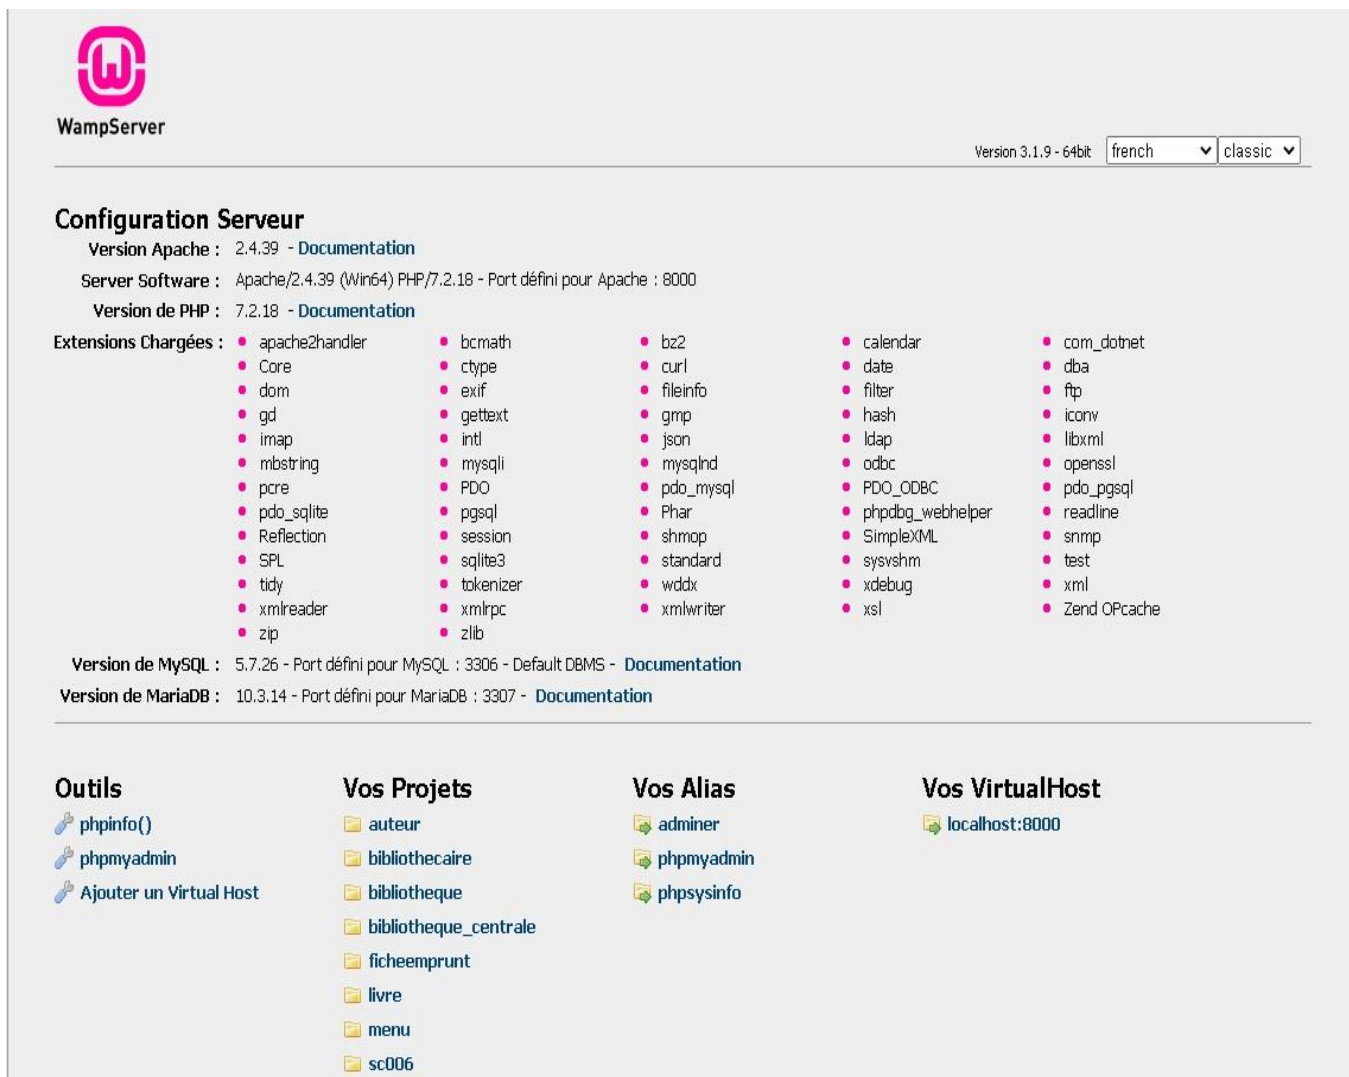 WampServer
Version 3.1.9 - 64bit french classic
Configuration Serveur
Version Apache : 2.4.39 - Documentation
Server Software : Apache/2.4.39 (Win64) PHP/7.2.18 - Port défini pour Apache : 8000
Version de PHP : 7.2.18 - Documentation
Extensions Chargées : apache2handler bcmath bz2 calendar com_dotnet
Core ctype curl date dba
dom exif fileinfo filter ftp
gd gettext gmp hash iconv
imap intl json ldap libxml
mbstring mysqli mysqlnd odbc openssl
pcre PDO pdo_mysql PDO_ODBC pdo_pgsql
pdo_sqlite pgsql Phar phpdbg_webhelper readline
Reflection session shmop SimpleXML snmp
SPL sqlite3 standard sysvshm test
tidy tokenizer wddx xdebug xml
xmlreader xmlrpc xmlwriter xsl Zend OPcache
zip zlib
Version de MySQL : 5.7.26 - Port défini pour MySQL : 3306 - Default DBMS - Documentation
Version de MariaDB : 10.3.14 - Port défini pour MariaDB : 3307 - Documentation
Outils Vos Projets Vos Alias Vos VirtualHost
phpinfo() auteur adminer localhost:8000
phpmyadmin bibliothecaire phpmyadmin
Ajouter un Virtual Host bibliotheque phpsysinfo
bibliotheque_centrale
ficheemprunt
livre
menu
sc006